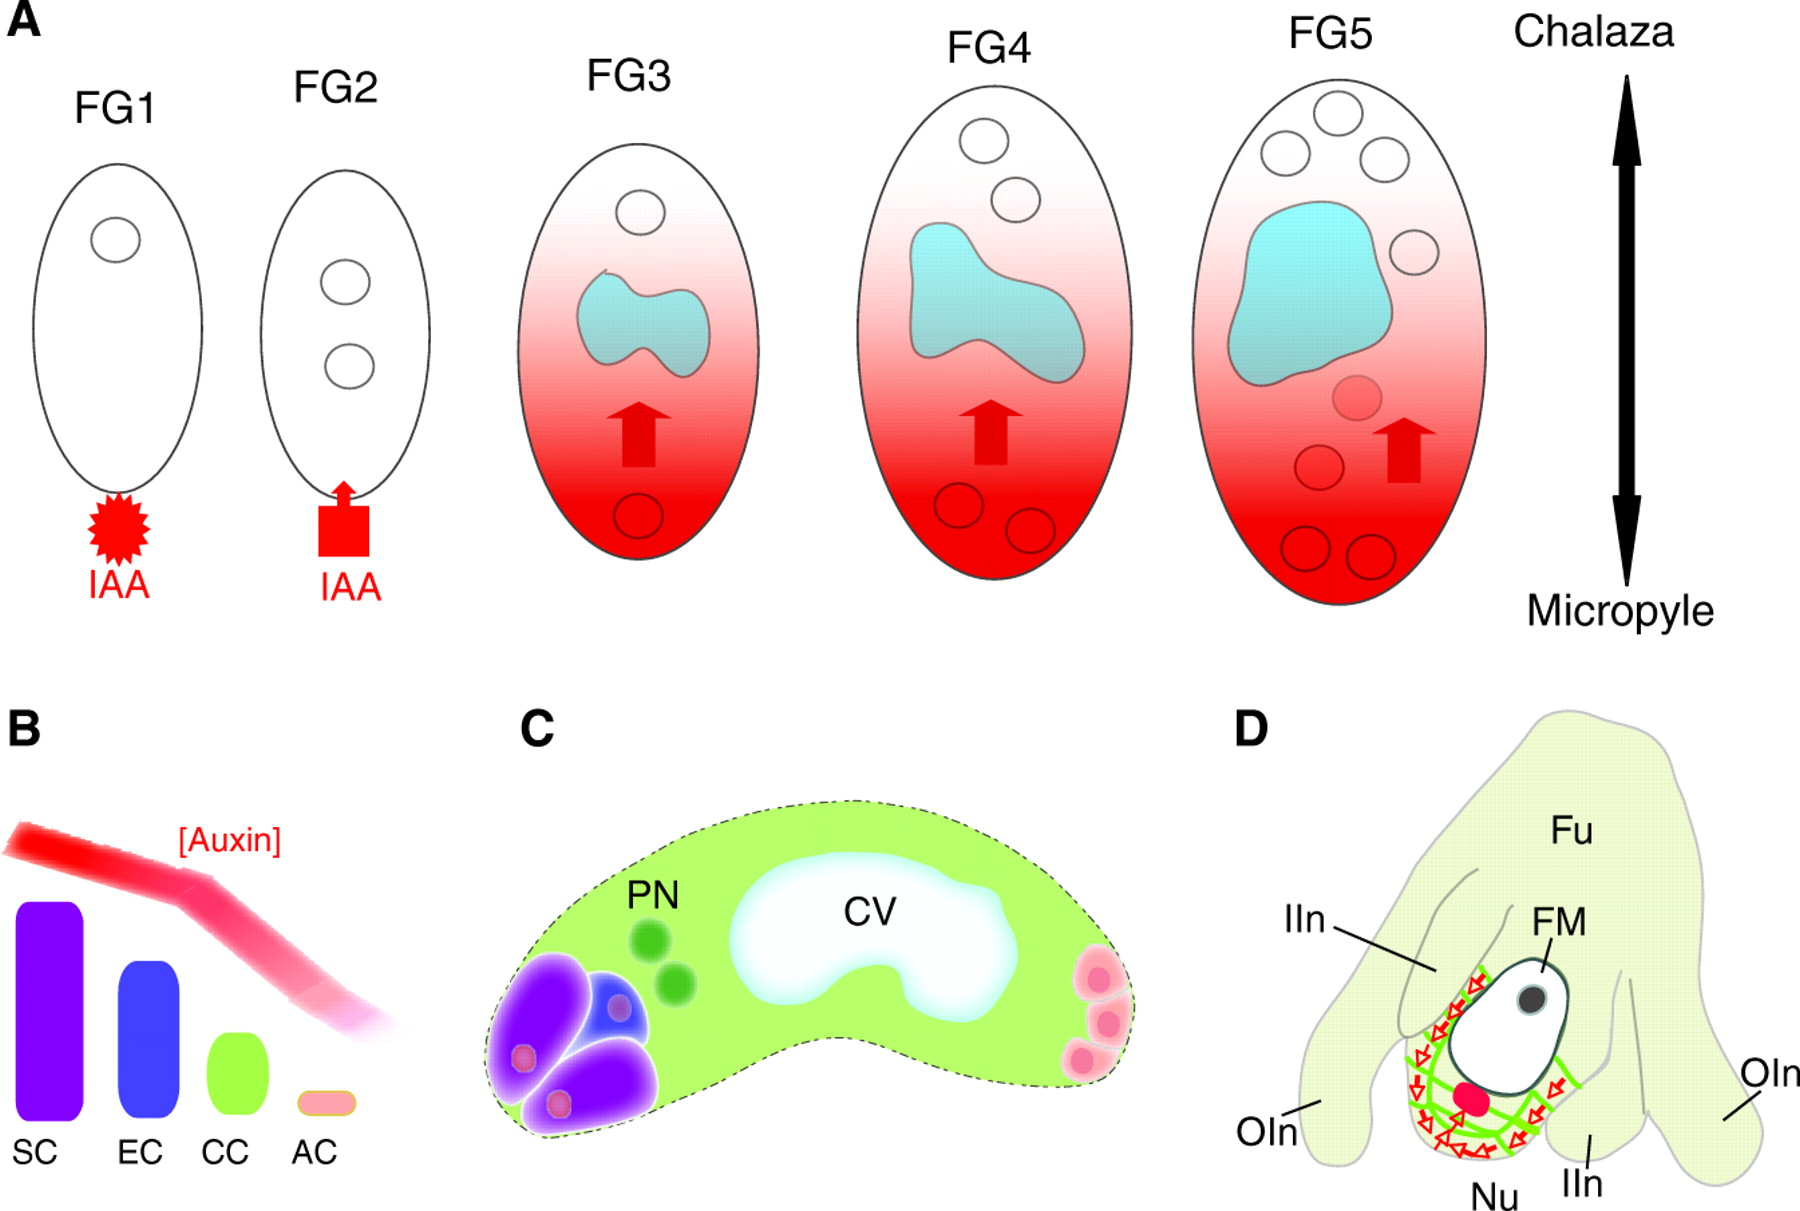 A
FG1
FG2
FG3
FG4
FG5
Chalaza
IAA
IAA
Micropyle
B
[Auxin]
SC
EC
CC
AC
C
PN
CV
D
Fu
IIn
FM
OIn
OIn
Nu
IIn